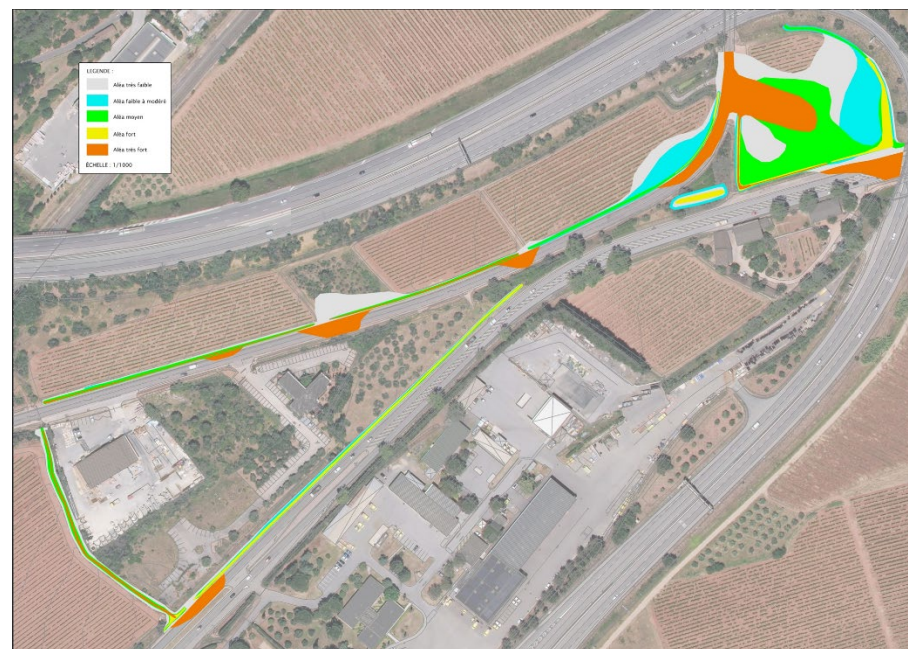 LEGENDE :
Aléa très faible
Aléa faible à modéré
Aléa moyen
Aléa fort
Aléa très fort
ÉCHELLE : 1/1000